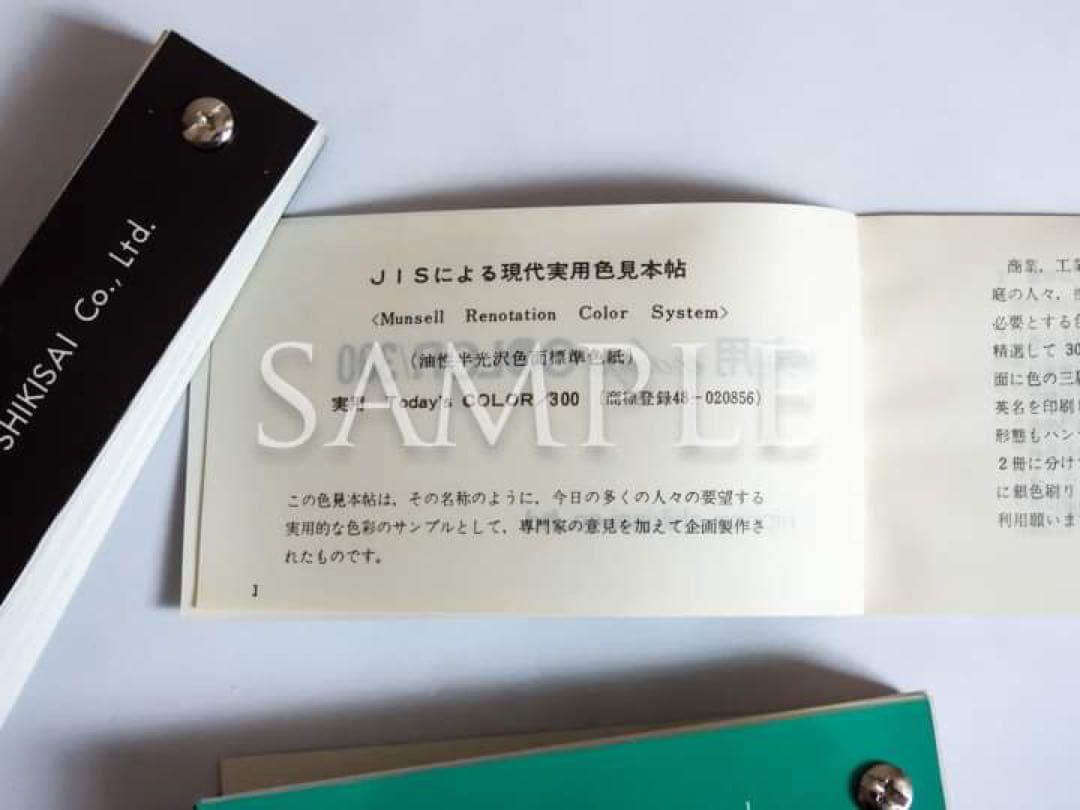 SHIKISAI Co., Ltd.
JISによる現代実用色見本帖
〈Munsell Renotation Color System〉
(油性半光沢色面標準色紙)
実用 Today's COLOR/300 (商標登録48-020856)
SAMPLE
この色見本帖は、その名称のように、今日の多くの人々の要望する
実用的な色彩のサンプルとして、専門家の意見を加えて企画製作さ
れたものです。
1
商業，工業
庭の人々，
必要とする
精選して 30
面に色の三
英名を印刷
形態もハン
2冊に分け
に銀色刷り
利用願いま